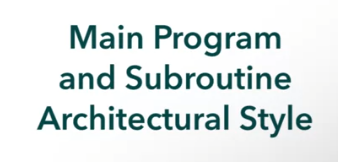 Main Program
and Subroutine
Architectural Style